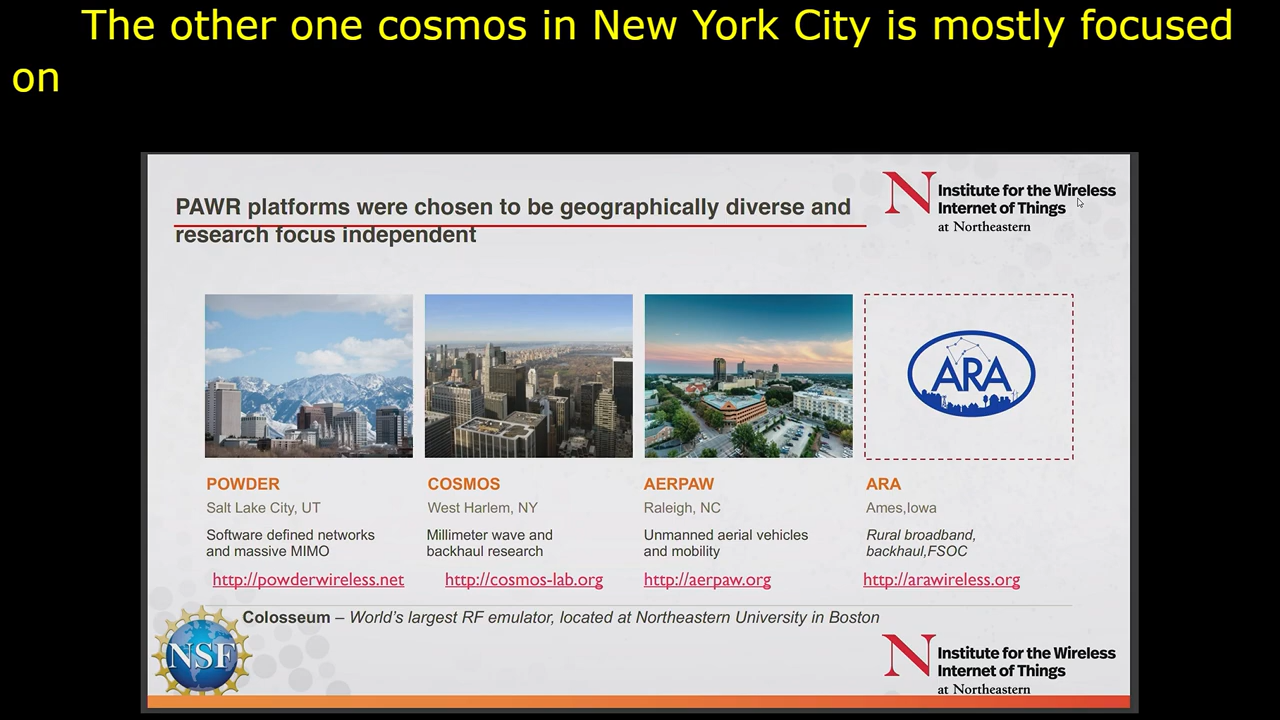 The other one cosmos in New York City is mostly focused
on
PAWR platforms were chosen to be geographically diverse and
research focus independent
N Institute for the Wireless
Internet of Things
at Northeastern
ARA
POWDER
Salt Lake City, UT
Software defined networks
and massive MIMO
http://powderwireless.net
COSMOS
West Harlem, NY
Millimeter wave and
backhaul research
http://cosmos-lab.org
AERPAW
Raleigh, NC
Unmanned aerial vehicles
and mobility
http://aerpaw.org
ARA
Ames,Iowa
Rural broadband,
backhaul,FSOC
http://arawireless.org
Colosseum – World's largest RF emulator, located at Northeastern University in Boston
NSF
N Institute for the Wireless
Internet of Things
at Northeastern